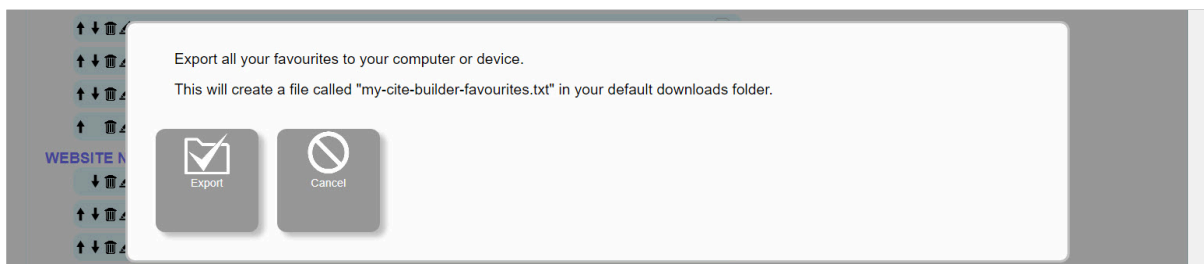 Export all your favourites to your computer or device.
This will create a file called "my-cite-builder-favourites.txt" in your default downloads folder.
Export
Cancel
WEBSITE